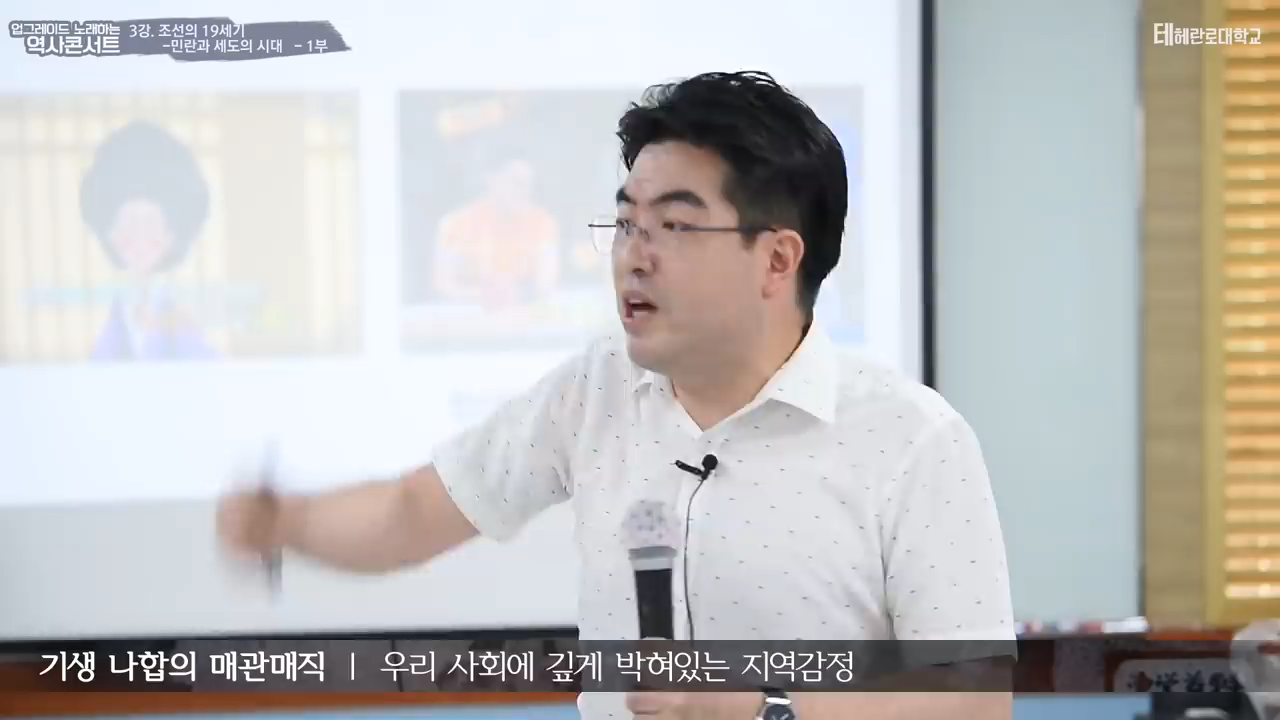 업그레이드 노래하는
역사콘서트
3강. 조선의 19세기
-민란과 세도의 시대 - 1부
테헤란로대학교
기생 나합의 매관매직 | 우리 사회에 깊게 박혀있는 지역감정